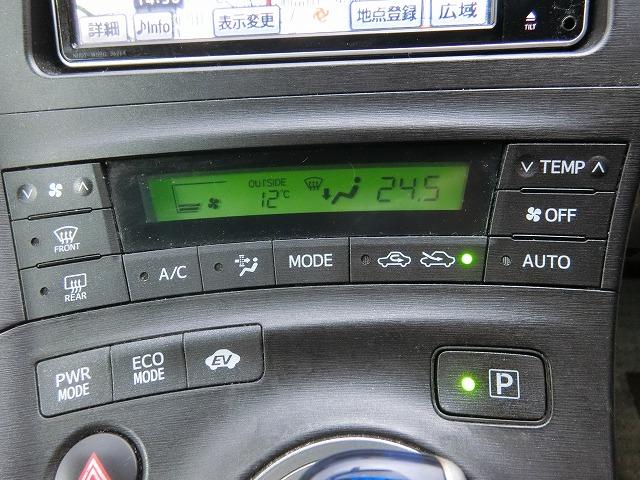 詳細 ♪Info 表示変更 地点登録 広域
TILT
OUTSIDE
12℃ 24.5
TEMP
OFF
FRONT
REAR
A/C MODE AUTO
PWR MODE
ECO MODE
EV
P